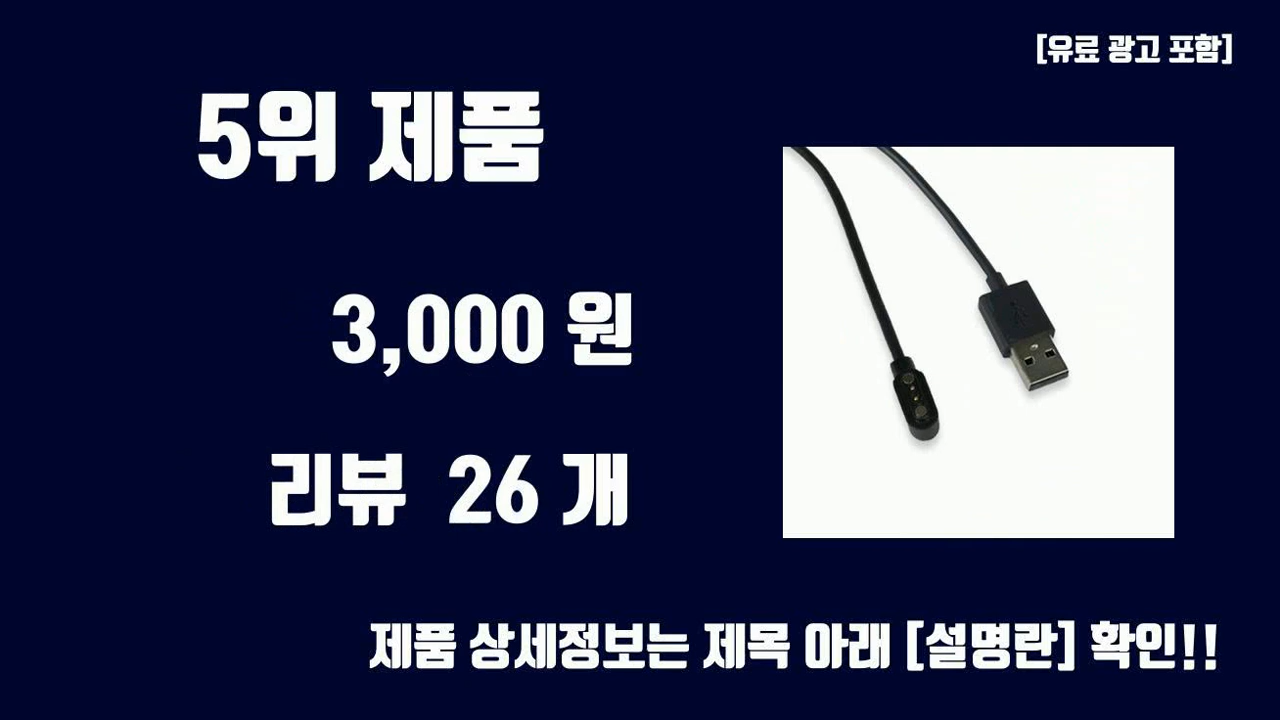 [유료 광고 포함]
5위 제품
3,000 원
리뷰 26 개
제품 상세정보는 제목 아래 [설명란] 확인!!